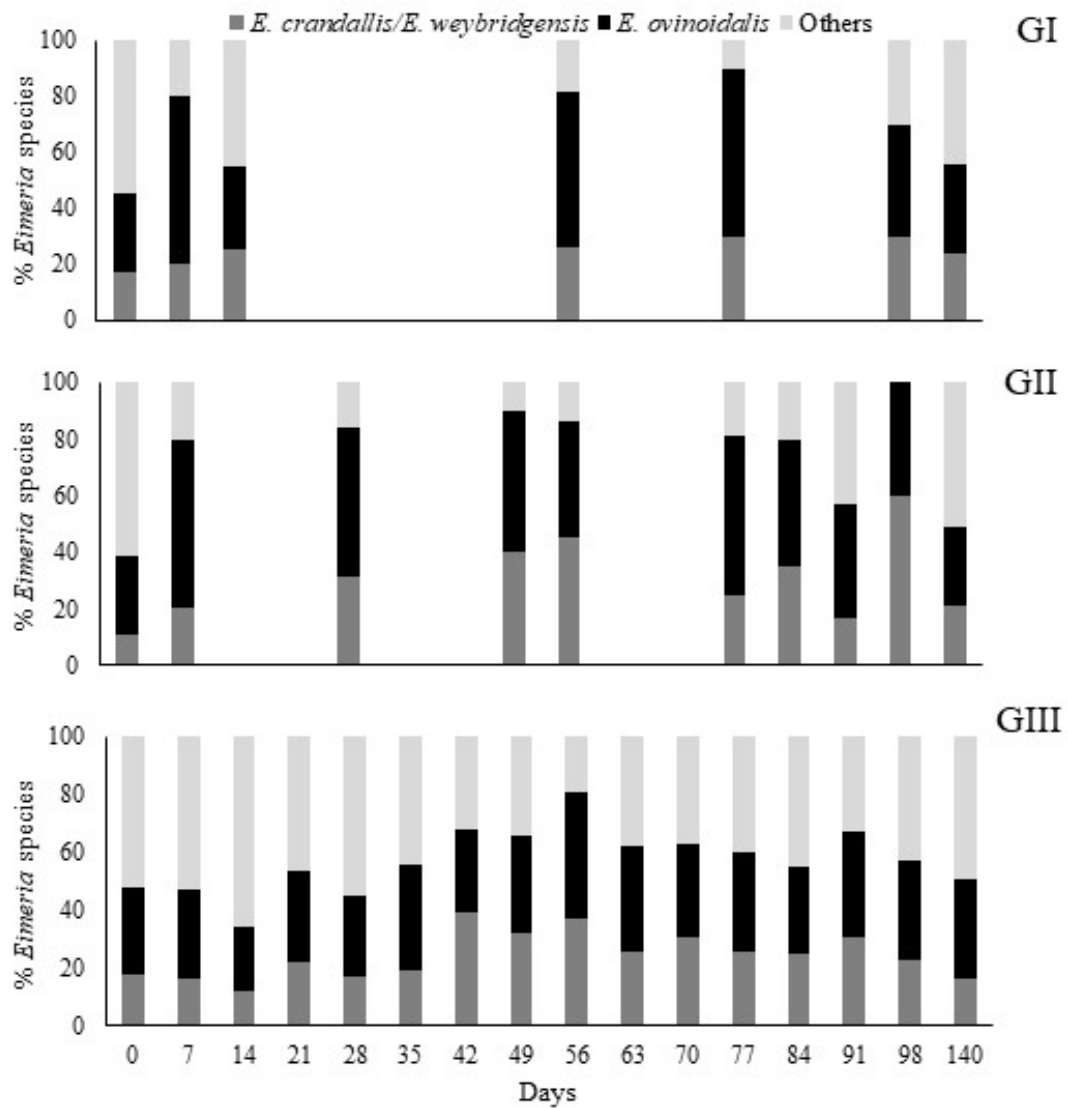 E. crandallis/E. weybridgensis E. ovinoidalis Others
GI
100
80
60
40
20
0
% Eimeria species
GII
100
80
60
40
20
0
% Eimeria species
GIII
100
80
60
40
20
0
% Eimeria species
0 7 14 21 28 35 42 49 56 63 70 77 84 91 98 140
Days